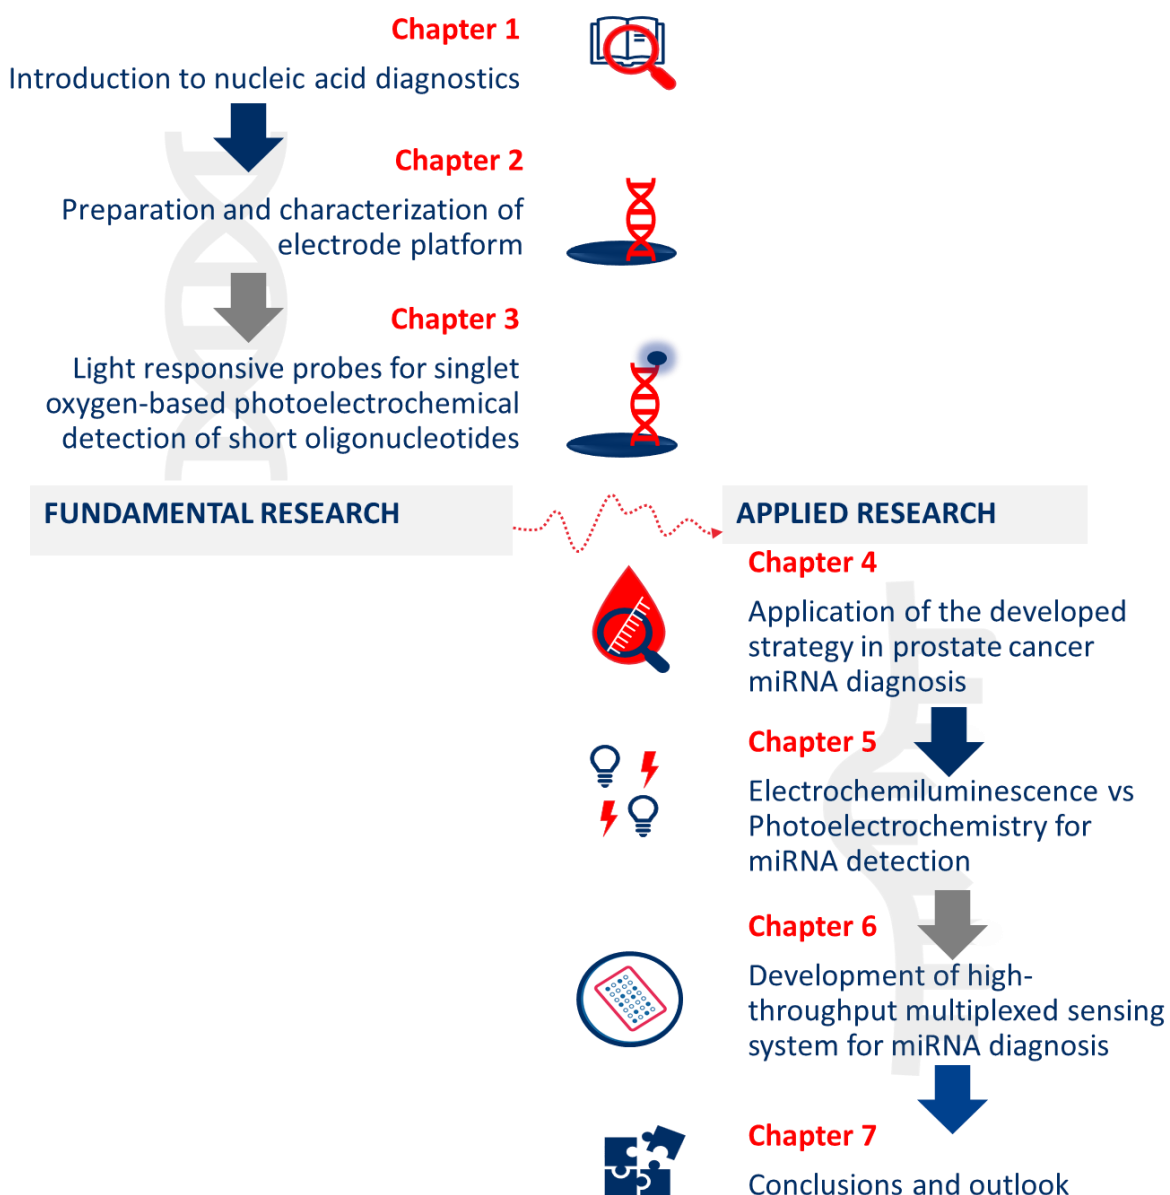 Chapter 1
Introduction to nucleic acid diagnostics
Chapter 2
Preparation and characterization of
electrode platform
Chapter 3
Light responsive probes for singlet
oxygen-based photoelectrochemical
detection of short oligonucleotides
FUNDAMENTAL RESEARCH
APPLIED RESEARCH
Chapter 4
Application of the developed
strategy in prostate cancer
miRNA diagnosis
Chapter 5
Electrochemiluminescence vs
Photoelectrochemistry for
miRNA detection
Chapter 6
Development of high-
throughput multiplexed sensing
system for miRNA diagnosis
Chapter 7
Conclusions and outlook